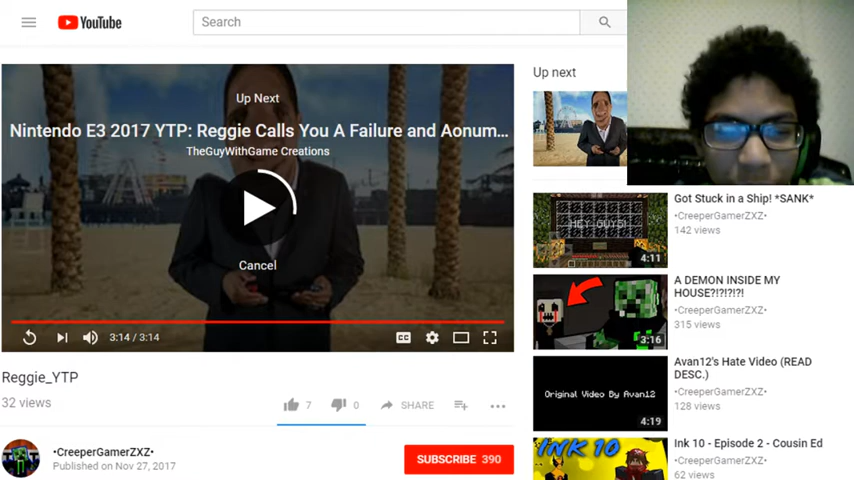 YouTube
Search
Up Next
Nintendo E3 2017 YTP: Reggie Calls You A Failure and Aonum...
TheGuyWithGame Creations
Cancel
3:14 / 3:14
CC
Reggie_YTP
32 views
7
0
SHARE
•CreeperGamerZXZ•
Published on Nov 27, 2017
SUBSCRIBE 390
Up next
HEY GUYS!
4:11
Got Stuck in a Ship! *SANK*
•CreeperGamerZXZ•
142 views
3:16
A DEMON INSIDE MY
HOUSE?!?!?!?!
•CreeperGamerZXZ•
315 views
Original Video By Avan12
4:19
Avan12's Hate Video (READ
DESC.)
•CreeperGamerZXZ•
128 views
INK 10
Ink 10 - Episode 2 - Cousin Ed
•CreeperGamerZXZ•
62 views